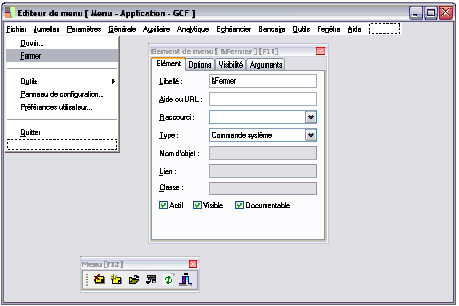 Editeur de menu [ Menu - Application - GCF ]
Fichier Jumelles Paramètres Générale Auxiliaire Analytique Echéancier Bancaire Outils Fenêtre Aide
Ouvrir...
Fermer
Outils
Panneau de configuration...
Préférences utilisateur...
Quitter
Element de menu [ &Fermer ] [F11]
Elément Options Visibilité Arguments
Libellé : &Fermer
Aide ou URL :
Raccourci :
Type : Commande système
Nom d'objet :
Lien :
Classe :
Actif Visible Documentable
Menu [F12]